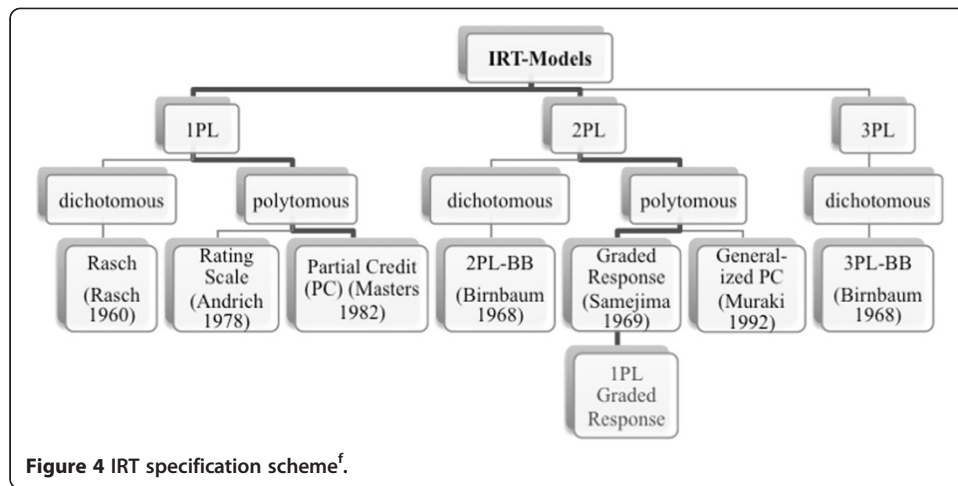 IRT-Models
1PL
2PL
3PL
dichotomous
polytomous
dichotomous
polytomous
dichotomous
Rasch
(Rasch
1960)
Rating
Scale
(Andrich
1978)
Partial Credit
(PC) (Masters
1982)
2PL-BB
(Birnbaum
1968)
Graded
Response
(Samejima
1969)
General-
ized PC
(Muraki
1992)
3PL-BB
(Birnbaum
1968)
1PL
Graded
Response
Figure 4 IRT specification schemeᶠ.